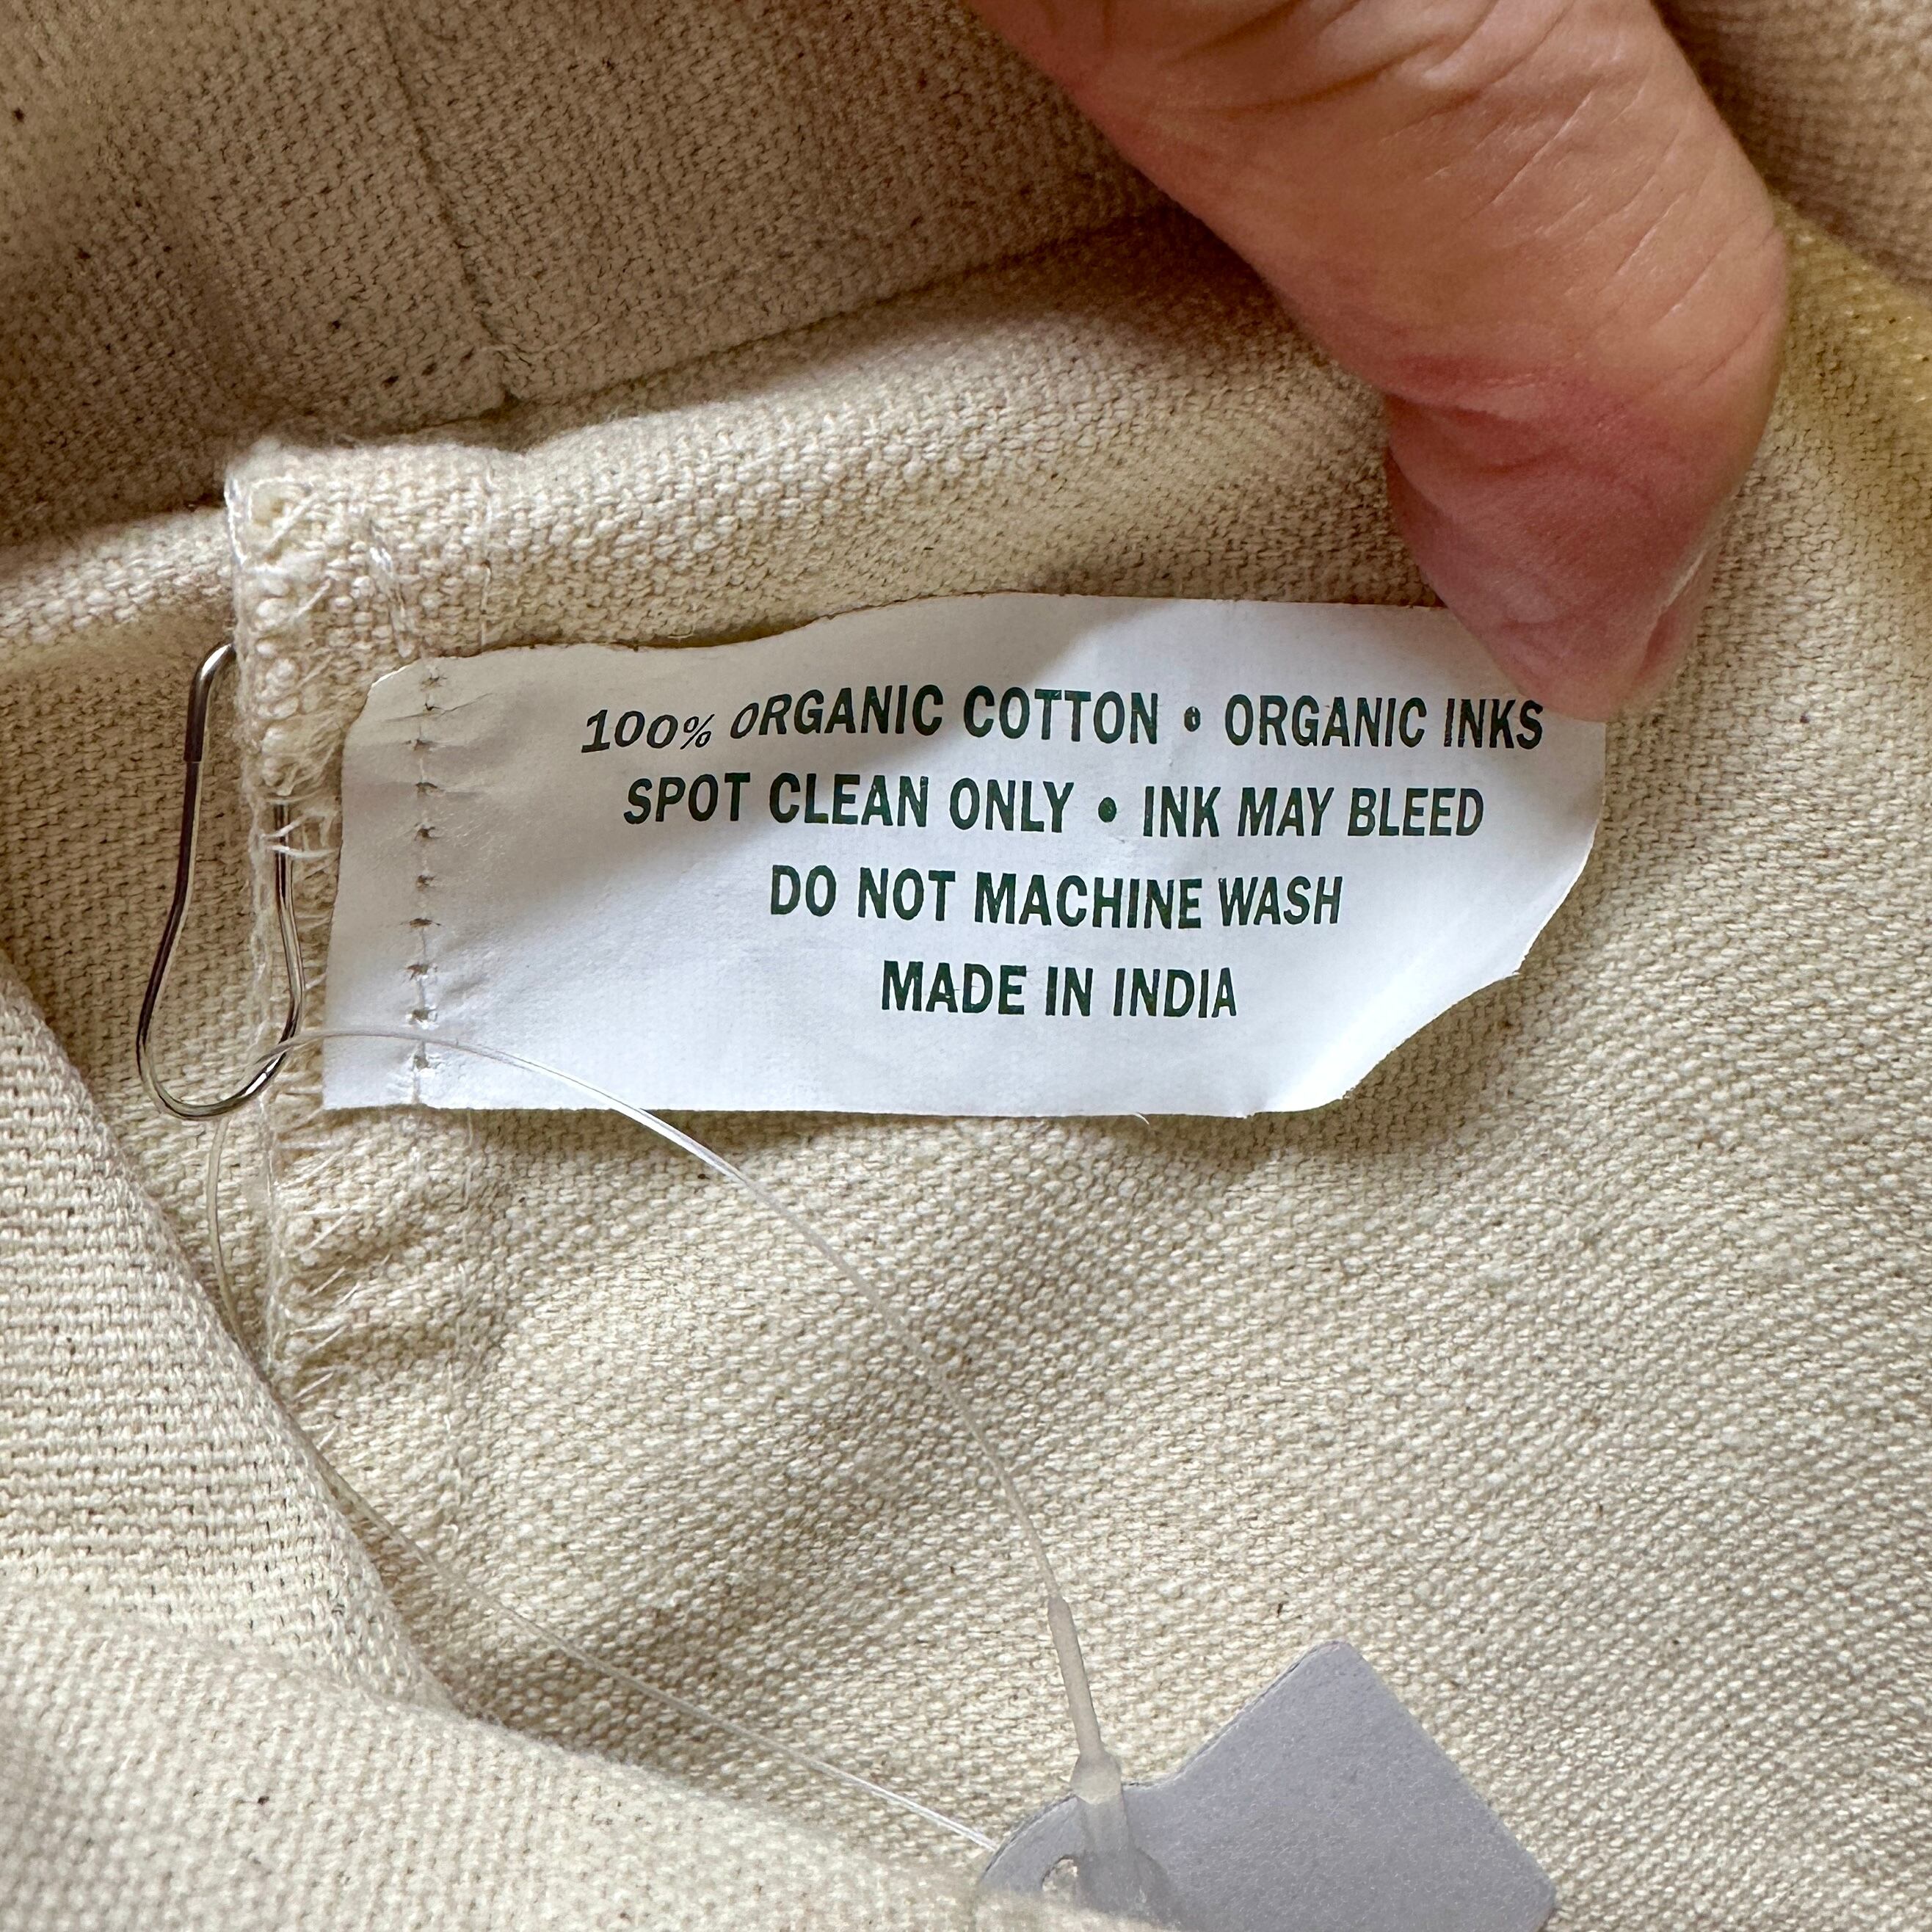 100% ORGANIC COTTON • ORGANIC INKS
SPOT CLEAN ONLY • INK MAY BLEED
DO NOT MACHINE WASH
MADE IN INDIA